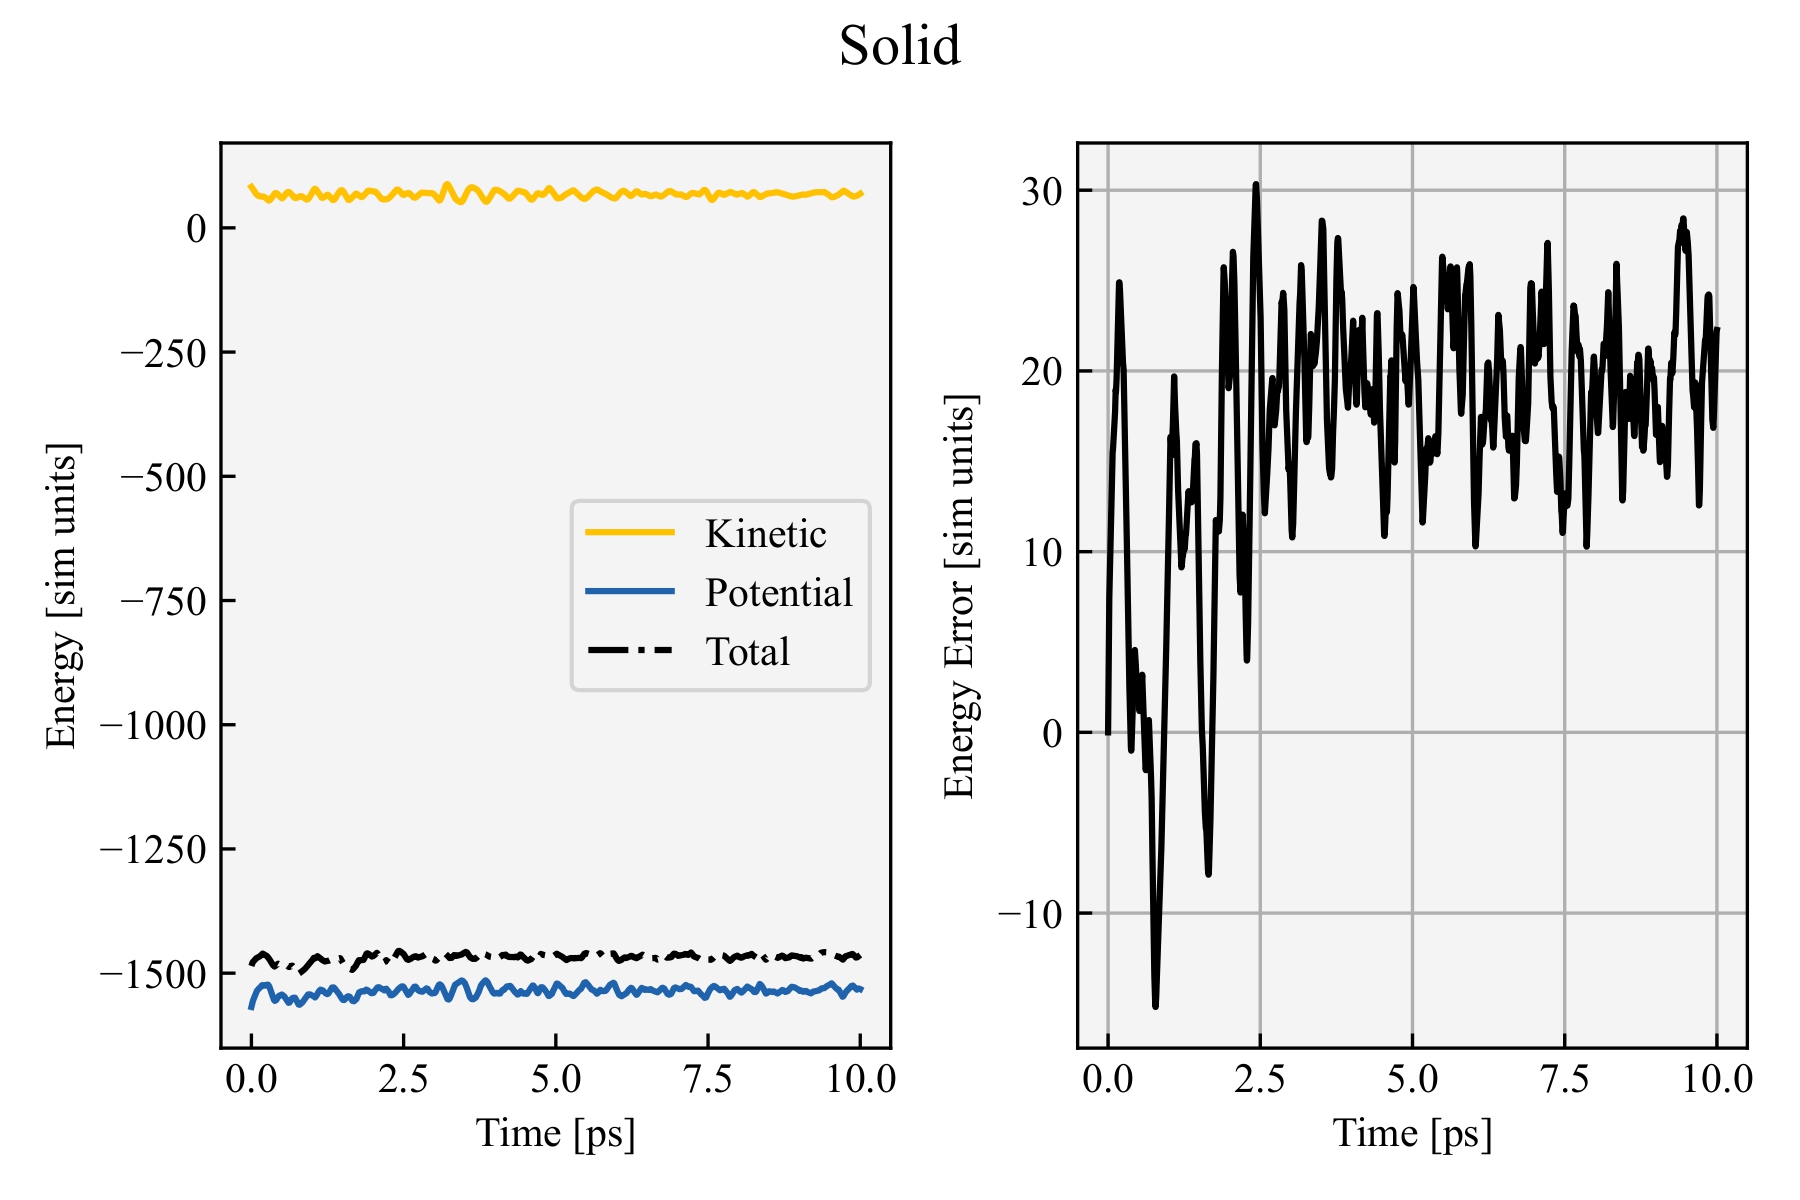 Solid
Energy [sim units]
0
−250
−500
−750
−1000
−1250
−1500
Kinetic
Potential
Total
0.0 2.5 5.0 7.5 10.0
Time [ps]
Energy Error [sim units]
30
20
10
0
−10
0.0 2.5 5.0 7.5 10.0
Time [ps]